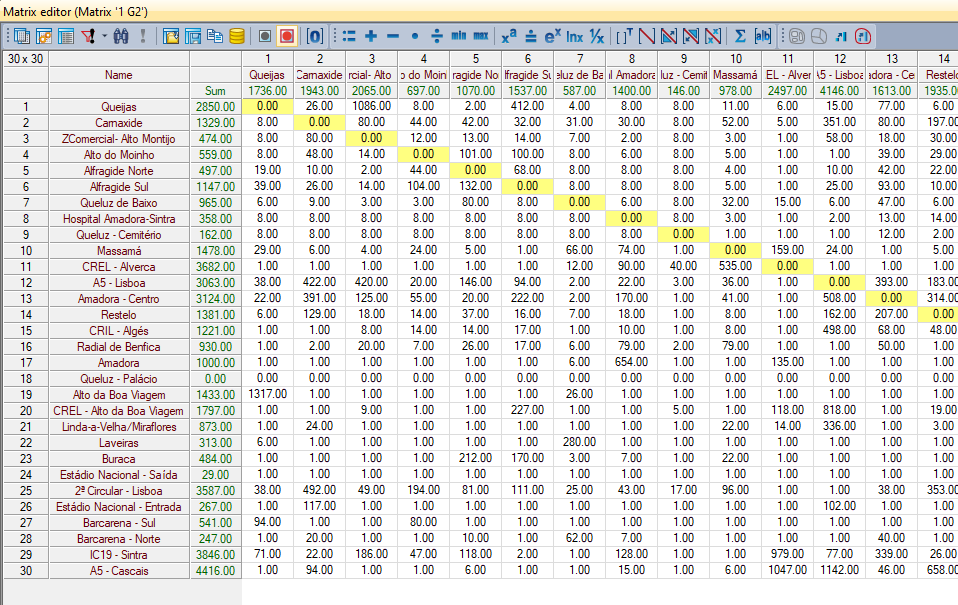 Matrix editor (Matrix '1 G2')
min max xª eˣ lnx ¹/x [ ]ᵀ Σ |ab|
30 x 30 1 2 3 4 5 6 7 8 9 10 11 12 13 14
Name Queijas Carnaxide rcial- Alto o do Moinl ragide No lfragide Su luz de Ba l Amadora luz - Cemit Massamá EL - Alver A5 - Lisboa dora - Ce Restelo
Sum 1736.00 1943.00 2065.00 697.00 1070.00 1537.00 587.00 1400.00 146.00 978.00 2497.00 4146.00 1613.00 1935.0
1 Queijas 2850.00 0.00 26.00 1086.00 8.00 2.00 412.00 4.00 8.00 8.00 11.00 6.00 15.00 77.00 6.00
2 Carnaxide 1329.00 8.00 0.00 80.00 44.00 42.00 32.00 31.00 30.00 8.00 52.00 5.00 351.00 80.00 197.00
3 ZComercial- Alto Montijo 474.00 8.00 80.00 0.00 12.00 13.00 14.00 7.00 2.00 8.00 3.00 1.00 58.00 18.00 30.00
4 Alto do Moinho 559.00 8.00 48.00 14.00 0.00 101.00 100.00 8.00 6.00 8.00 5.00 1.00 1.00 39.00 29.00
5 Alfragide Norte 497.00 19.00 10.00 2.00 44.00 0.00 68.00 8.00 8.00 8.00 4.00 1.00 10.00 42.00 22.00
6 Alfragide Sul 1147.00 39.00 26.00 14.00 104.00 132.00 0.00 8.00 8.00 8.00 5.00 1.00 25.00 93.00 10.00
7 Queluz de Baixo 965.00 6.00 9.00 3.00 3.00 80.00 8.00 0.00 6.00 8.00 32.00 15.00 6.00 47.00 6.00
8 Hospital Amadora-Sintra 358.00 8.00 8.00 8.00 8.00 8.00 8.00 8.00 0.00 8.00 3.00 1.00 2.00 13.00 14.00
9 Queluz - Cemitério 162.00 8.00 8.00 8.00 8.00 8.00 8.00 8.00 8.00 0.00 1.00 1.00 1.00 12.00 2.00
10 Massamá 1478.00 29.00 6.00 4.00 24.00 5.00 1.00 66.00 74.00 1.00 0.00 159.00 24.00 1.00 5.00
11 CREL - Alverca 3682.00 1.00 1.00 1.00 1.00 1.00 1.00 12.00 90.00 40.00 535.00 0.00 1.00 1.00 1.00
12 A5 - Lisboa 3063.00 38.00 422.00 420.00 20.00 146.00 94.00 2.00 22.00 3.00 36.00 1.00 0.00 393.00 183.00
13 Amadora - Centro 3124.00 22.00 391.00 125.00 55.00 20.00 222.00 2.00 170.00 1.00 41.00 1.00 508.00 0.00 314.00
14 Restelo 1381.00 6.00 129.00 18.00 14.00 37.00 16.00 7.00 18.00 1.00 8.00 1.00 162.00 207.00 0.00
15 CRIL - Algés 1221.00 1.00 1.00 8.00 14.00 14.00 17.00 1.00 10.00 1.00 8.00 1.00 498.00 68.00 48.00
16 Radial de Benfica 930.00 1.00 2.00 20.00 7.00 26.00 17.00 6.00 79.00 2.00 79.00 1.00 1.00 50.00 1.00
17 Amadora 1000.00 1.00 1.00 1.00 1.00 1.00 1.00 6.00 654.00 1.00 1.00 135.00 1.00 1.00 1.00
18 Queluz - Palácio 0.00 0.00 0.00 0.00 0.00 0.00 0.00 0.00 0.00 0.00 0.00 0.00 0.00 0.00 0.00
19 Alto da Boa Viagem 1433.00 1317.00 1.00 1.00 1.00 1.00 1.00 26.00 1.00 1.00 1.00 1.00 1.00 1.00 1.00
20 CREL - Alto da Boa Viagem 1797.00 1.00 1.00 9.00 1.00 1.00 227.00 1.00 1.00 5.00 1.00 118.00 818.00 1.00 19.00
21 Linda-a-Velha/Miraflores 873.00 1.00 24.00 1.00 1.00 1.00 1.00 1.00 1.00 1.00 22.00 14.00 336.00 1.00 3.00
22 Laveiras 313.00 6.00 1.00 1.00 1.00 1.00 1.00 280.00 1.00 1.00 1.00 1.00 1.00 1.00 1.00
23 Buraca 484.00 1.00 1.00 1.00 1.00 212.00 170.00 3.00 7.00 1.00 22.00 1.00 1.00 1.00 1.00
24 Estádio Nacional - Saída 29.00 1.00 1.00 1.00 1.00 1.00 1.00 1.00 1.00 1.00 1.00 1.00 1.00 1.00 1.00
25 2ª Circular - Lisboa 3587.00 38.00 492.00 49.00 194.00 81.00 111.00 25.00 43.00 17.00 96.00 1.00 1.00 38.00 353.00
26 Estádio Nacional - Entrada 267.00 1.00 117.00 1.00 1.00 1.00 1.00 1.00 1.00 1.00 1.00 1.00 102.00 1.00 1.00
27 Barcarena - Sul 541.00 94.00 1.00 1.00 80.00 1.00 1.00 1.00 1.00 1.00 1.00 1.00 1.00 1.00 1.00
28 Barcarena - Norte 247.00 1.00 20.00 1.00 1.00 10.00 1.00 62.00 7.00 1.00 1.00 1.00 1.00 40.00 1.00
29 IC19 - Sintra 3846.00 71.00 22.00 186.00 47.00 118.00 2.00 1.00 128.00 1.00 1.00 979.00 77.00 339.00 26.00
30 A5 - Cascais 4416.00 1.00 94.00 1.00 1.00 6.00 1.00 1.00 15.00 1.00 6.00 1047.00 1142.00 46.00 658.00